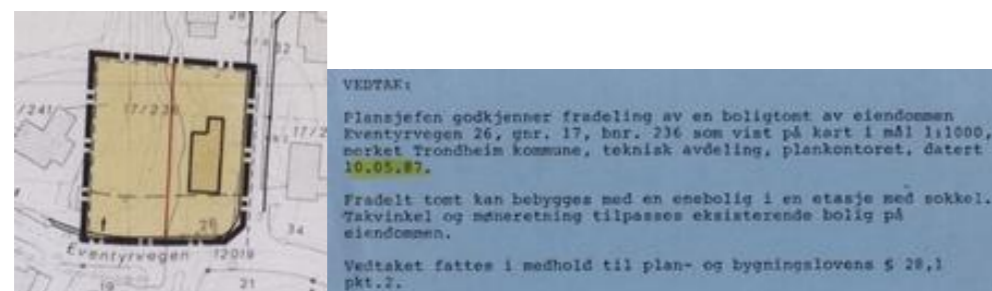 28
32
/241
17/236
17/2
26
34
Eventyrvegen
12019
19
21
VEDTAK:
Plansjefen godkjenner fradeling av en boligtomt av eiendommen
Eventyrvegen 26, gnr. 17, bnr. 236 som vist på kart i mål 1:1000,
merket Trondheim kommune, teknisk avdeling, plankontoret, datert
10.05.87.
Fradelt tomt kan bebygges med en enebolig i en etasje med sokkel.
Takvinkel og møneretning tilpasses eksisterende bolig på
eiendommen.
Vedtaket fattes i medhold til plan- og bygningslovens § 28,1
pkt.2.